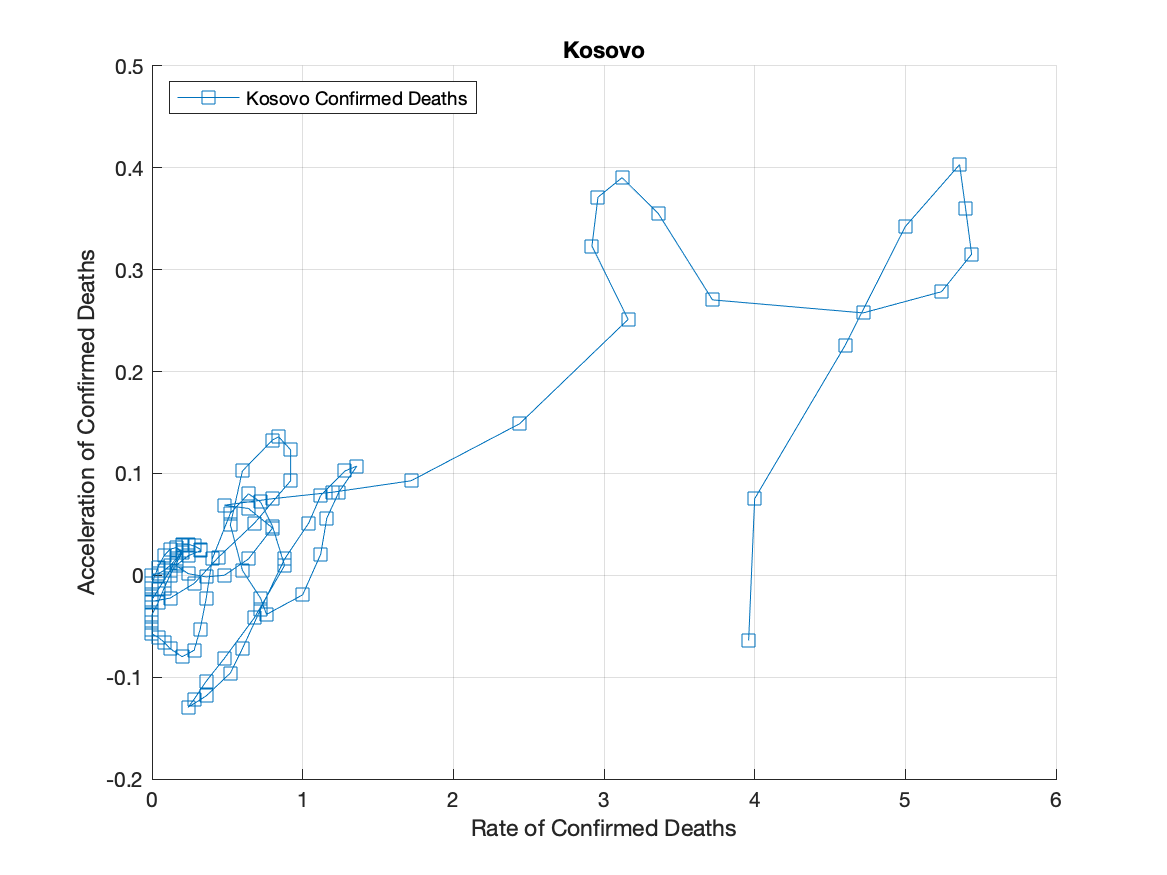 Kosovo
Kosovo Confirmed Deaths
Acceleration of Confirmed Deaths
0.5
0.4
0.3
0.2
0.1
0
-0.1
-0.2
0 1 2 3 4 5 6
Rate of Confirmed Deaths